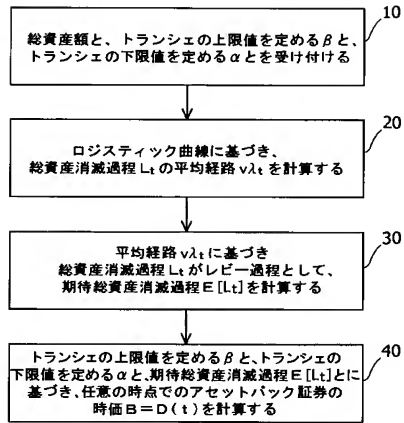 10
総資産額と、トランシェの上限値を定めるβと、
トランシェの下限値を定めるαとを受け付ける
20
ロジスティック曲線に基づき、
総資産消滅過程Ltの平均経路vλtを計算する
30
平均経路vλtに基づき
総資産消滅過程Ltがレビー過程として、
期待総資産消滅過程E[Lt]を計算する
40
トランシェの上限値を定めるβと、トランシェの
下限値を定めるαと、期待総資産消滅過程E[Lt]とに
基づき、任意の時点でのアセットバック証券の
時価B=D(t)を計算する